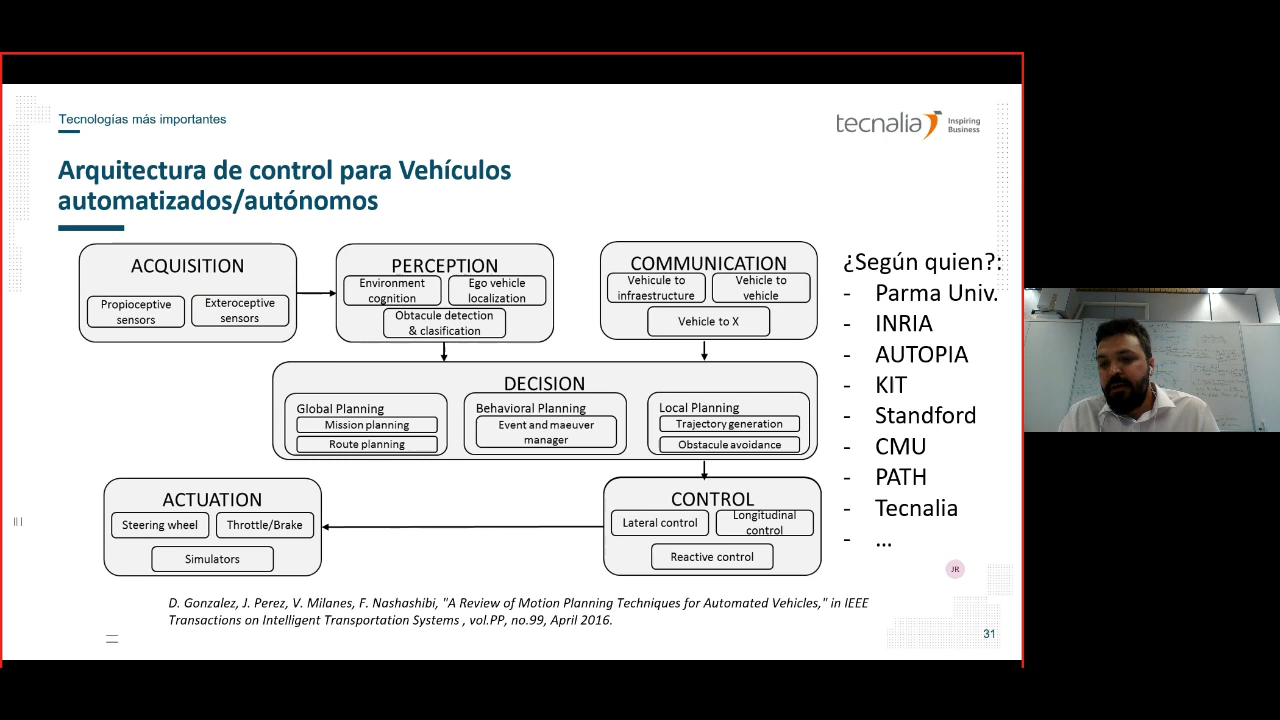 Tecnologías más importantes
tecnalia Inspiring Business
Arquitectura de control para Vehículos
automatizados/autónomos
ACQUISITION
Propioceptive
sensors
Exteroceptive
sensors
PERCEPTION
Environment
cognition
Ego vehicle
localization
Obtacule detection
& clasification
COMMUNICATION
Vehicule to
infraestructure
Vehicle to
vehicle
Vehicle to X
DECISION
Global Planning
Mission planning
Route planning
Behavioral Planning
Event and maeuver
manager
Local Planning
Trajectory generation
Obstacule avoidance
ACTUATION
Steering wheel
Throttle/Brake
Simulators
CONTROL
Lateral control
Longitudinal
control
Reactive control
¿Según quien?:
- Parma Univ.
- INRIA
- AUTOPIA
- KIT
- Standford
- CMU
- PATH
- Tecnalia
- ...
JR
D. Gonzalez, J. Perez, V. Milanes, F. Nashashibi, "A Review of Motion Planning Techniques for Automated Vehicles," in IEEE
Transactions on Intelligent Transportation Systems , vol.PP, no.99, April 2016.
31